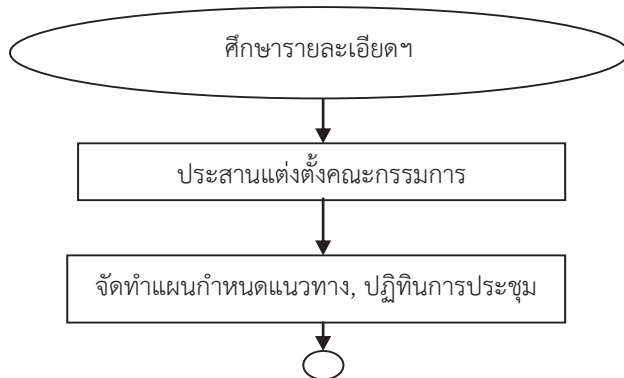 ศึกษารายละเอียดฯ
ประสานแต่งตั้งคณะกรรมการ
จัดทำแผนกำหนดแนวทาง, ปฏิทินการประชุม